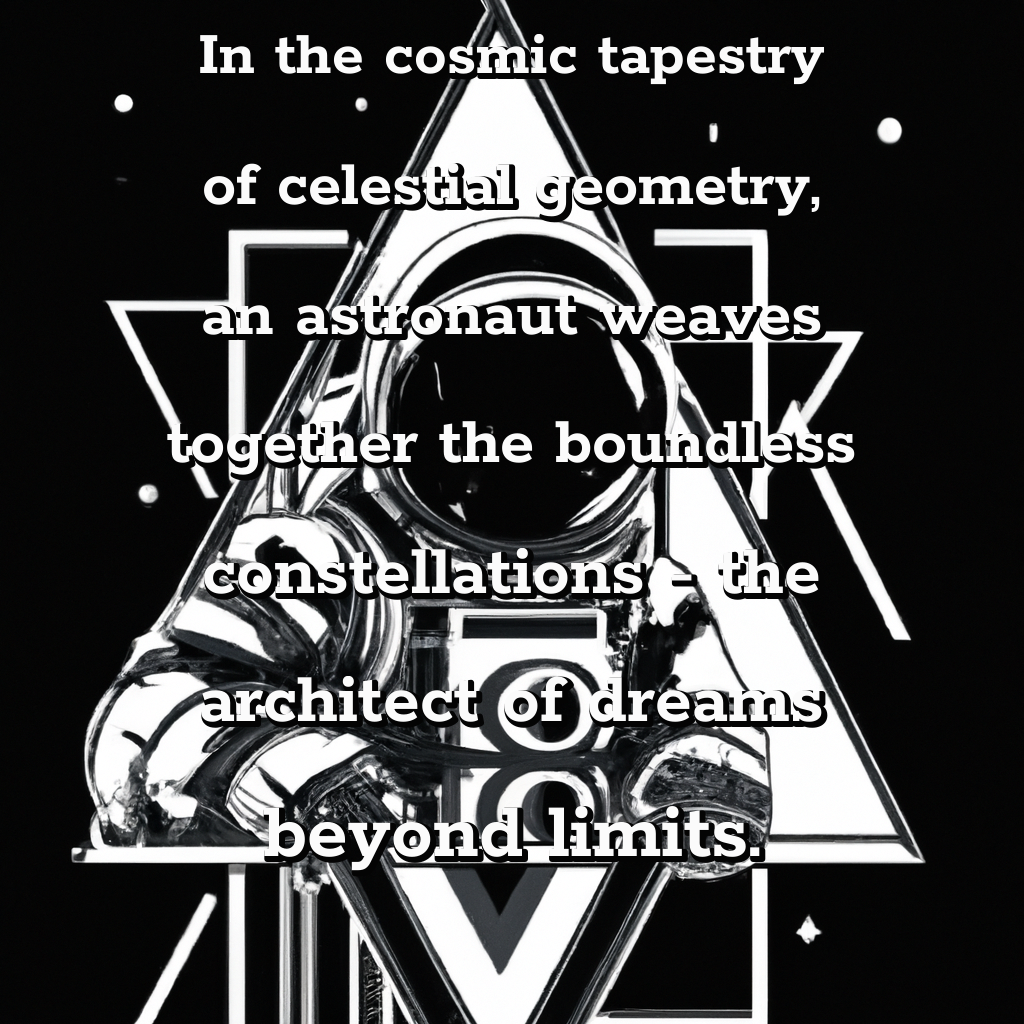 In the cosmic tapestry
of celestial geometry,
an astronaut weaves
together the boundless
constellations - the
architect of dreams
beyond limits.